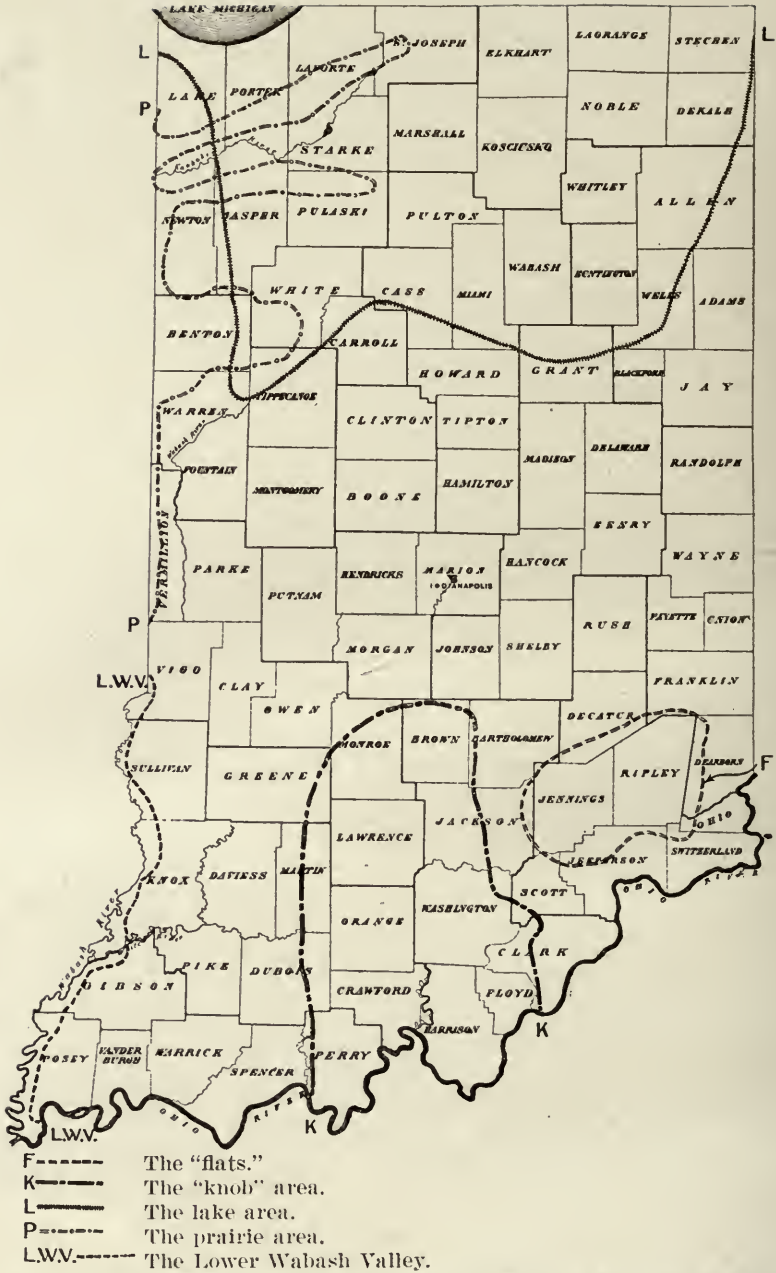 LAKE MICHIGAN
L L
LAKE PORTER LAPORTE ST. JOSEPH ELKHART LAGRANGE STEUBEN
P
NOBLE DEKALB
STARKE MARSHALL KOSCIUSKO
WHITLEY ALLEN
NEWTON JASPER PULASKI FULTON
WABASH HUNTINGTON
WHITE CASS MIAMI WELLS ADAMS
BENTON CARROLL
HOWARD GRANT BLACKFORD JAY
WARREN TIPPECANOE
CLINTON TIPTON
FOUNTAIN MADISON DELAWARE RANDOLPH
MONTGOMERY BOONE HAMILTON
HENRY
VERMILLION PARKE HENDRICKS MARION HANCOCK WAYNE
INDIANAPOLIS
PUTNAM
P
RUSH FAYETTE UNION
MORGAN JOHNSON SHELBY
L.W.V. VIGO
CLAY FRANKLIN
OWEN DECATUR
MONROE BROWN BARTHOLOMEW
SULLIVAN GREENE RIPLEY DEARBORN F
JENNINGS
JACKSON OHIO
LAWRENCE
SWITZERLAND
JEFFERSON
KNOX DAVIESS MARTIN
SCOTT OHIO RIVER
ORANGE WASHINGTON
CLARK
GIBSON PIKE DUBOIS
CRAWFORD FLOYD
HARRISON K
POSEY VANDERBURGH WARRICK PERRY
SPENCER
OHIO RIVER
K
L.W.V.
F The "flats."
K The "knob" area.
L The lake area.
P The prairie area.
L.W.V. The Lower Wabash Valley.